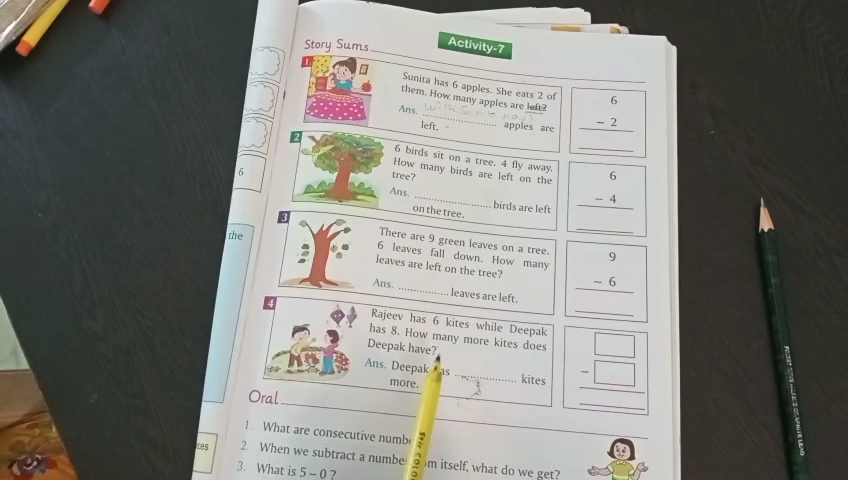 Story Sums
Activity-7
1.
Sunita has 6 apples. She eats 2 of
them. How many apples are left?
Ans. .................... apples are
left.
6
- 2
2
6 birds sit on a tree. 4 fly away.
How many birds are left on the
tree?
Ans. .................... birds are left
on the tree.
6
- 4
3
There are 9 green leaves on a tree.
6 leaves fall down. How many
leaves are left on the tree?
Ans. ............... leaves are left.
9
- 6
4
Rajeev has 6 kites while Deepak
has 8. How many more kites does
Deepak have?
Ans. Deepak ................ kites
more.
-
Oral
1. What are consecutive
2. When we subtract a itself, what do we get?
3. What is 5 – 0 ?
6
the